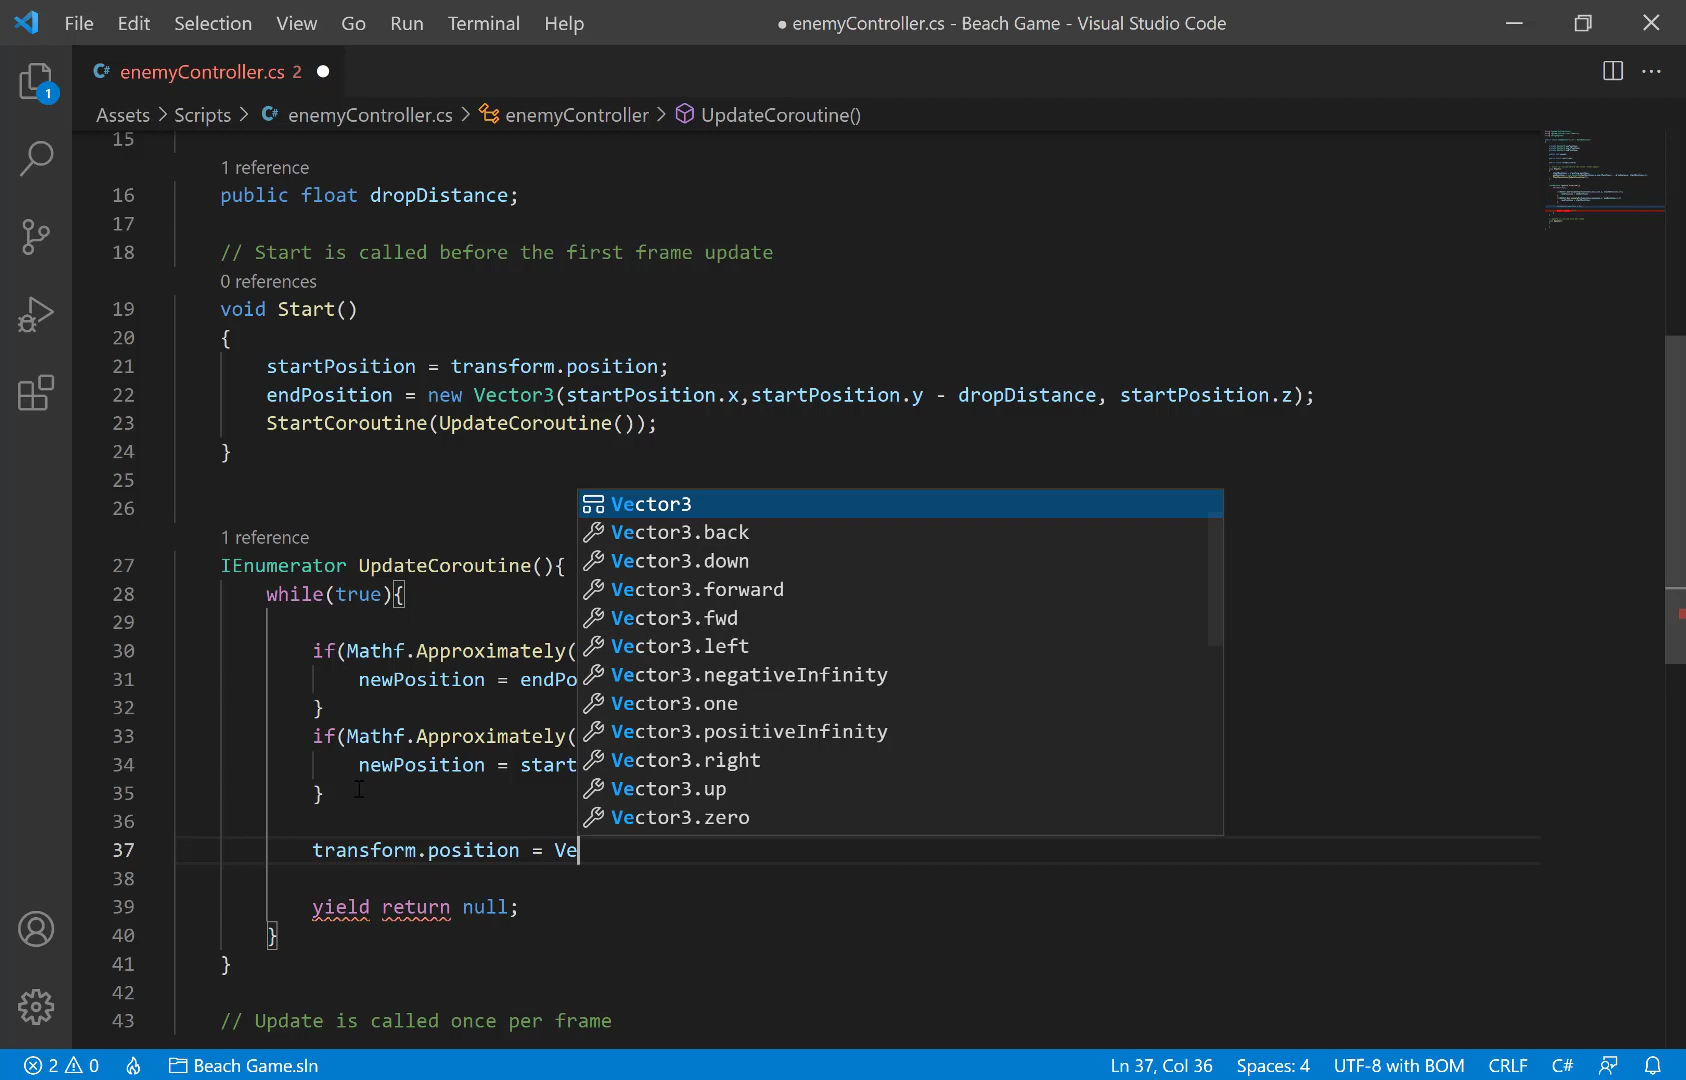 File Edit Selection View Go Run Terminal Help ● enemyController.cs - Beach Game - Visual Studio Code
C# enemyController.cs 2 ●
1
Assets > Scripts > C# enemyController.cs > enemyController > UpdateCoroutine()
15
1 reference
16 public float dropDistance;
17
18 // Start is called before the first frame update
0 references
19 void Start()
20 {
21 startPosition = transform.position;
22 endPosition = new Vector3(startPosition.x,startPosition.y - dropDistance, startPosition.z);
23 StartCoroutine(UpdateCoroutine());
24 }
25
26
1 reference
27 IEnumerator UpdateCoroutine(){
28 while(true){
29
30 if(Mathf.Approximately(
31 newPosition = endPo
32 }
33 if(Mathf.Approximately(
34 newPosition = start
35 }
36
37 transform.position = Ve
38
39 yield return null;
40 }
41 }
42
43 // Update is called once per frame
Vector3
Vector3.back
Vector3.down
Vector3.forward
Vector3.fwd
Vector3.left
Vector3.negativeInfinity
Vector3.one
Vector3.positiveInfinity
Vector3.right
Vector3.up
Vector3.zero
2 0 Beach Game.sln Ln 37, Col 36 Spaces: 4 UTF-8 with BOM CRLF C#